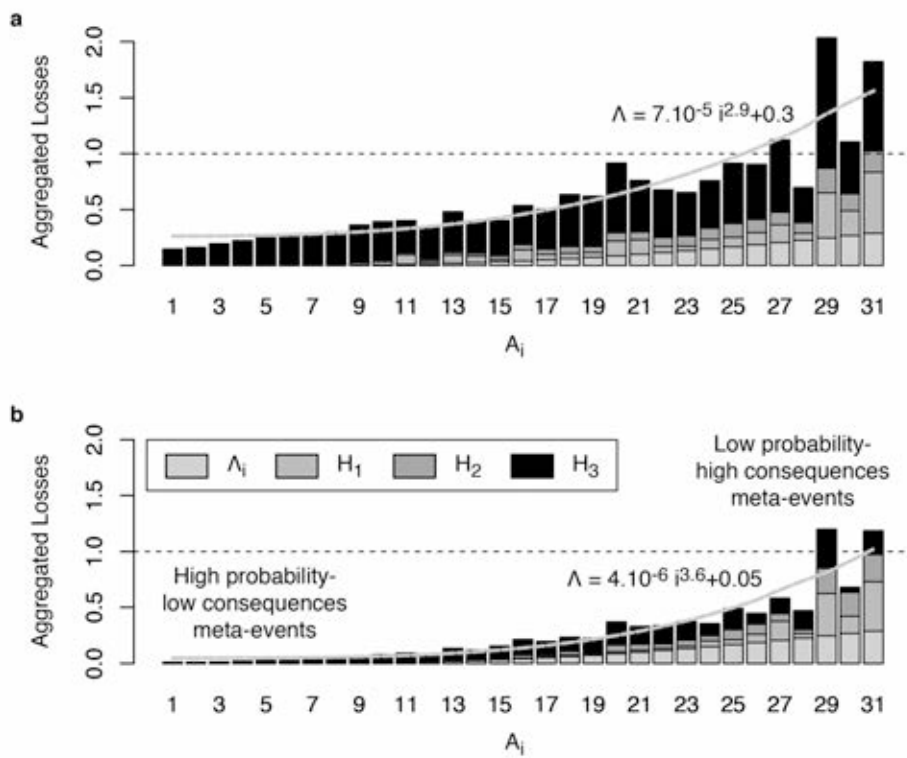 a
Aggregated Losses
2.0
1.5
1.0
0.5
0.0
Λ = 7.10-5 i2.9+0.3
1 3 5 7 9 11 13 15 17 19 21 23 25 27 29 31
Ai
b
Aggregated Losses
2.0
1.5
1.0
0.5
0.0
Λi H1 H2 H3
Low probability-
high consequences
meta-events
High probability-
low consequences
meta-events
Λ = 4.10-6 i3.6+0.05
1 3 5 7 9 11 13 15 17 19 21 23 25 27 29 31
Ai